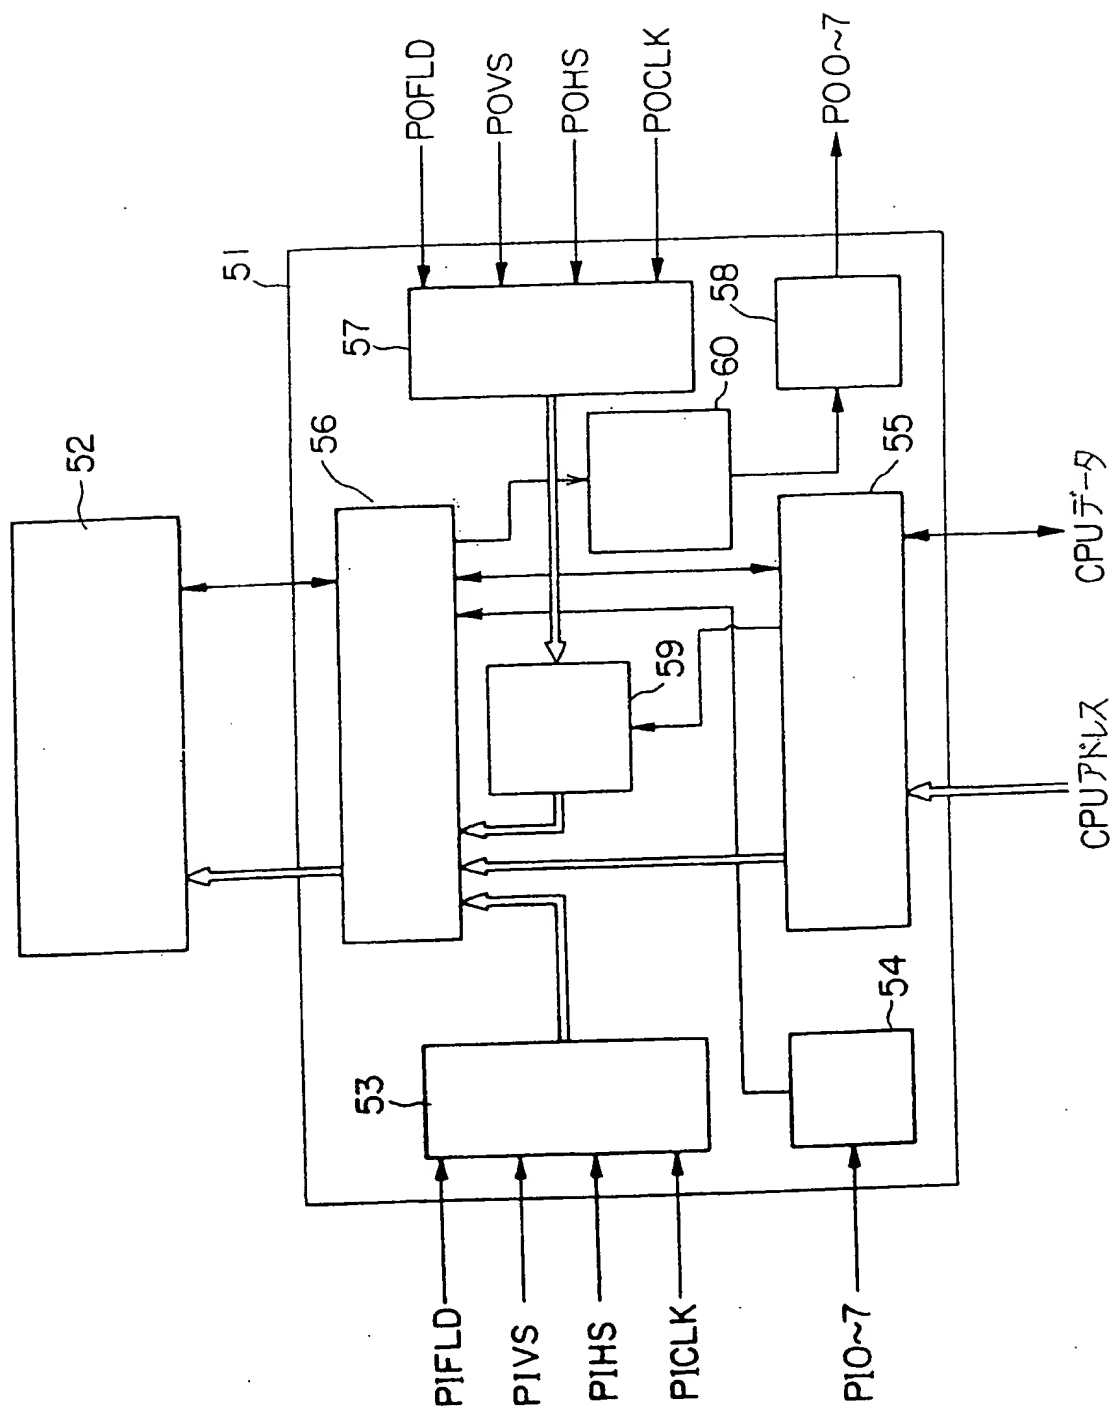 52
51
56
57
POFLD
POVS
POHS
POCLK
53
59
60
58
PO0~7
PIFLD
PIVS
PIHS
PICLK
54
55
PI0~7
CPUアドレス
CPUデータ